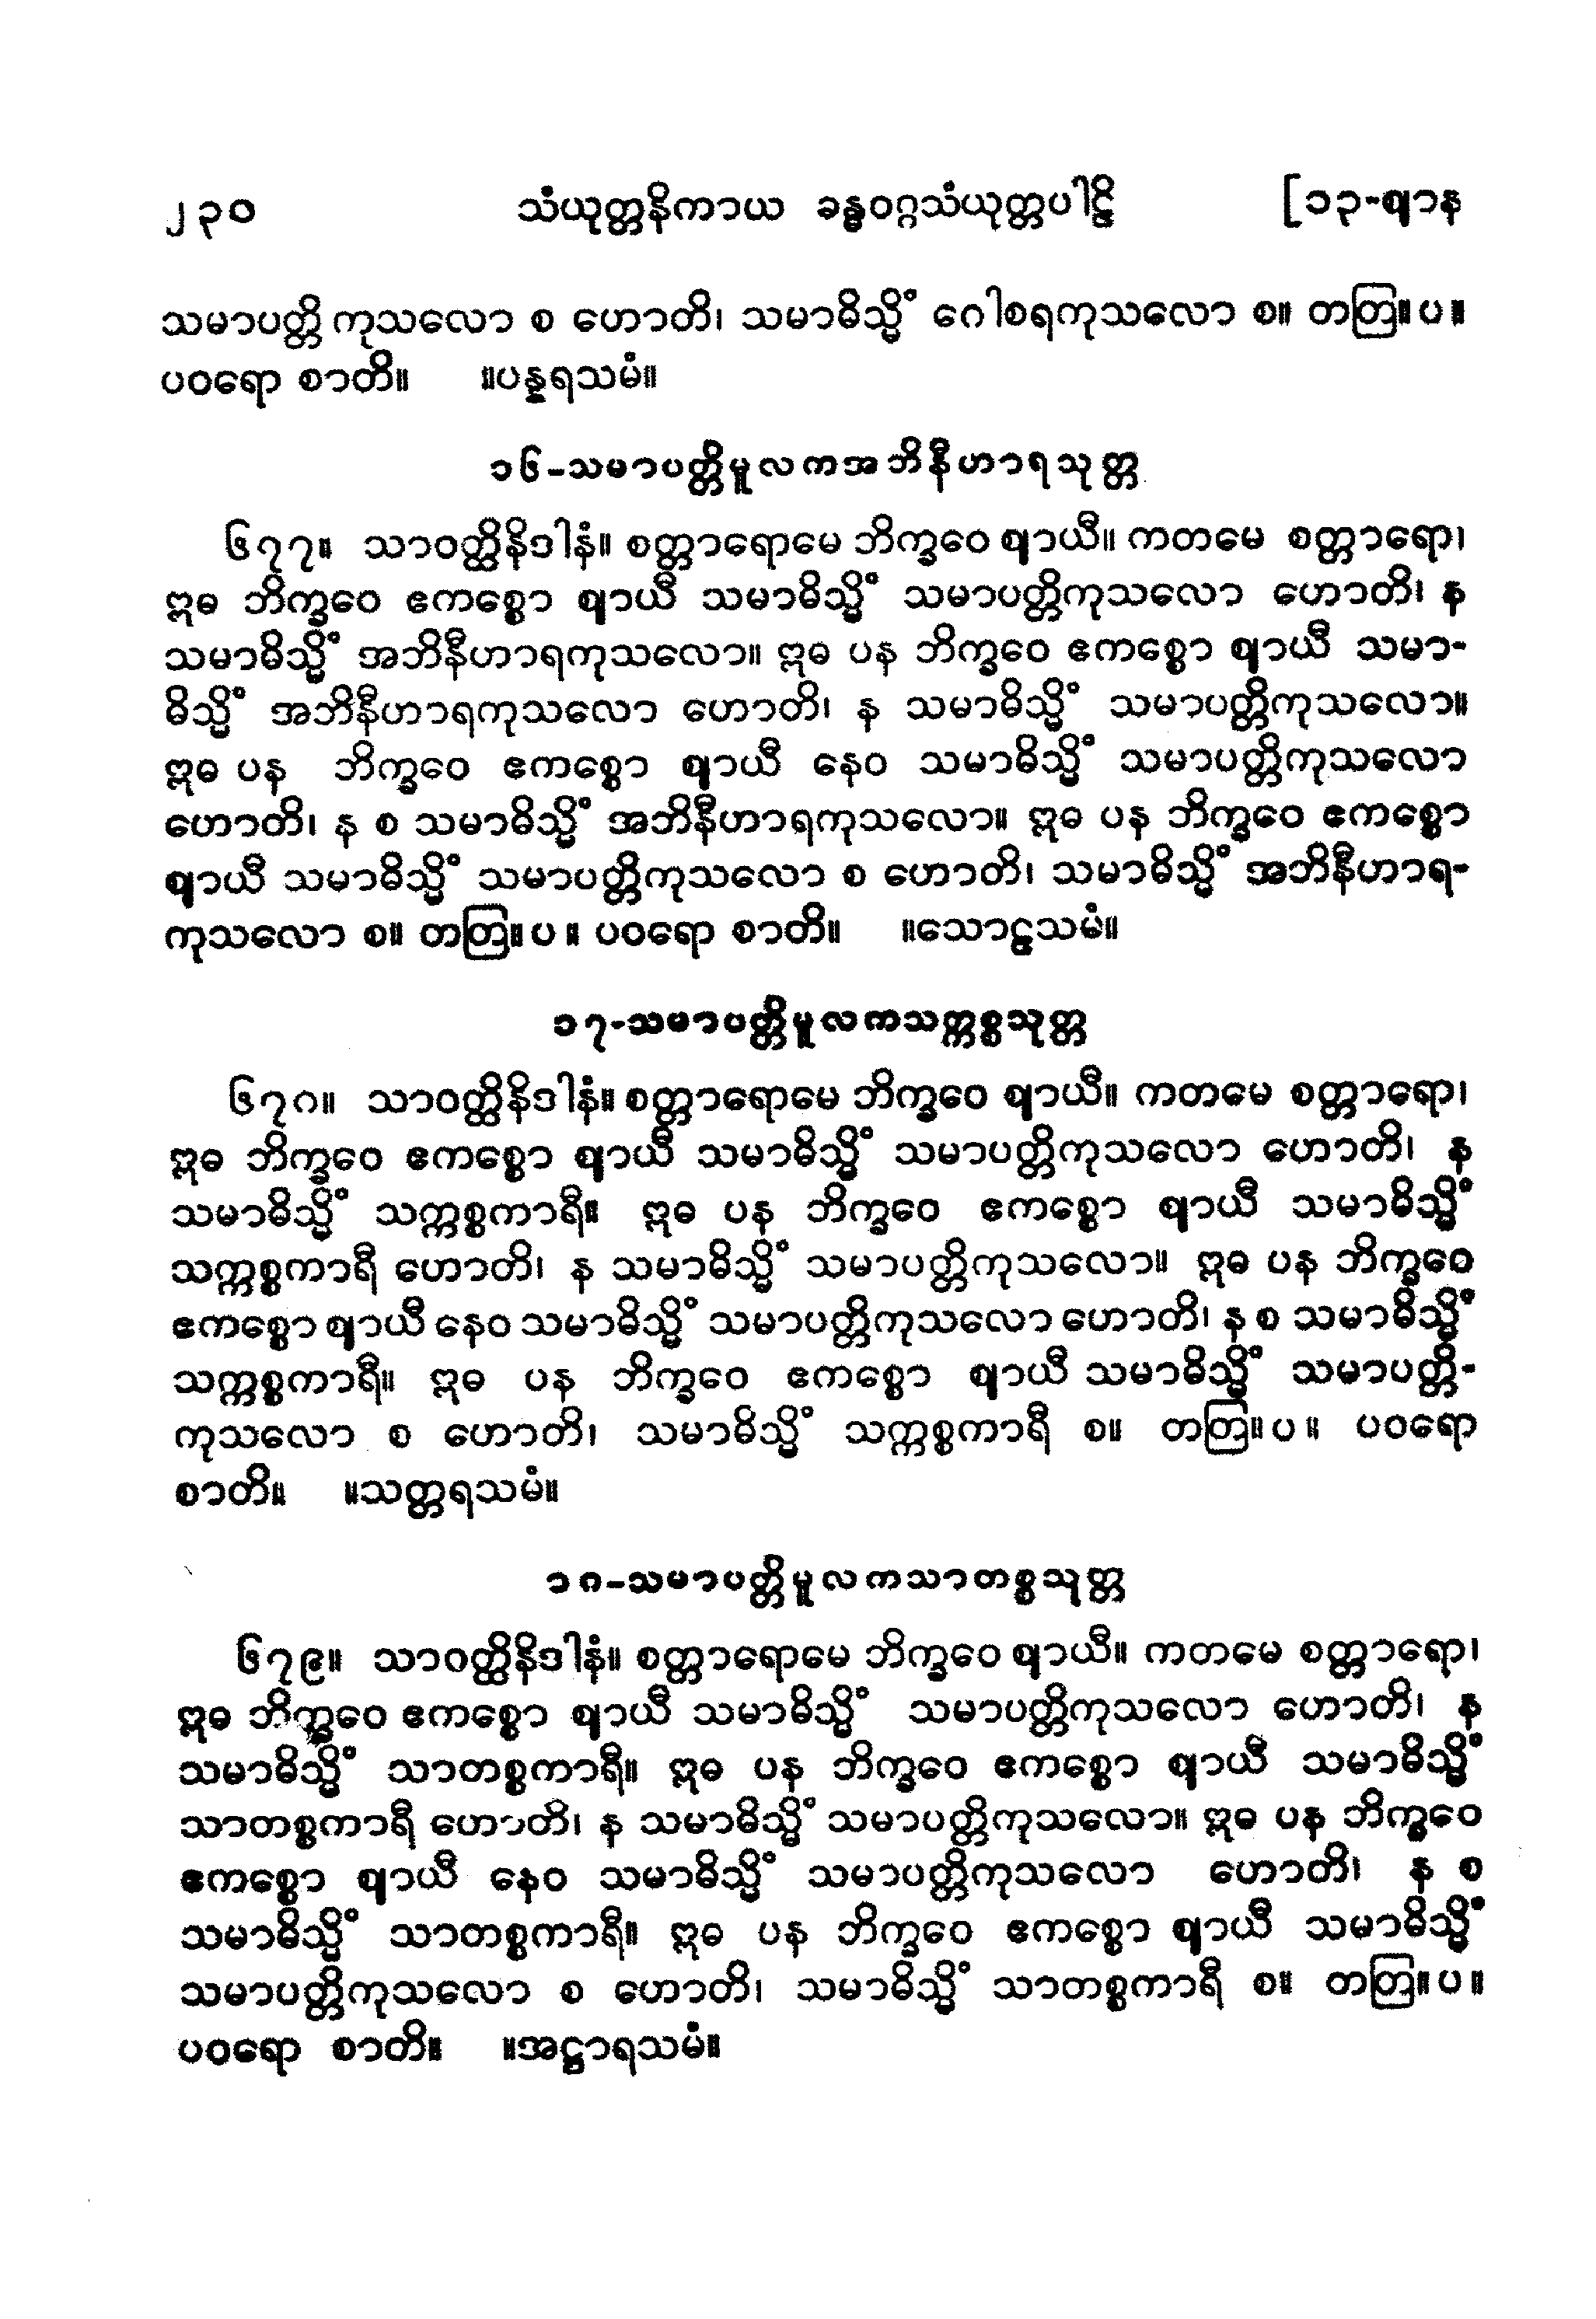 ၂၃၀ သံယုတ္တနိကာယ ခန္ဓဝဂ္ဂသံယုတ္တပါဠိ [၁၃-ဈာန
သမာပတ္တိ ကုသလော စ ဟောတိ၊ သမာဓိသ္မိံ ဂေါစရကုသလော စ။ တတြ။ပ။
ပဝရော စာတိ။ ။ပန္နရသမံ။
၁၆-သမာပတ္တိမူလကအဘိနီဟာရသုတ္တ
၆၇၇။ သာဝတ္ထိနိဒါနံ။ စတ္တာရောမေ ဘိက္ခဝေ ဈာယီ။ ကတမေ စတ္တာရော၊
ဣဓ ဘိက္ခဝေ ဧကစ္စော ဈာယီ သမာဓိသ္မိံ သမာပတ္တိကုသလော ဟောတိ၊ န
သမာဓိသ္မိံ အဘိနီဟာရကုသလော။ ဣဓ ပန ဘိက္ခဝေ ဧကစ္စော ဈာယီ သမာ-
ဓိသ္မိံ အဘိနီဟာရကုသလော ဟောတိ၊ န သမာဓိသ္မိံ သမာပတ္တိကုသလော။
ဣဓ ပန ဘိက္ခဝေ ဧကစ္စော ဈာယီ နေဝ သမာဓိသ္မိံ သမာပတ္တိကုသလော
ဟောတိ၊ န စ သမာဓိသ္မိံ အဘိနီဟာရကုသလော။ ဣဓ ပန ဘိက္ခဝေ ဧကစ္စော
ဈာယီ သမာဓိသ္မိံ သမာပတ္တိကုသလော စ ဟောတိ၊ သမာဓိသ္မိံ အဘိနီဟာရ-
ကုသလော စ။ တတြ။ပ။ ပဝရော စာတိ။ ။သောဠသမံ။
၁၇-သမာပတ္တိမူလကသက္ကစ္စသုတ္တ
၆၇၈။ သာဝတ္ထိနိဒါနံ။ စတ္တာရောမေ ဘိက္ခဝေ ဈာယီ။ ကတမေ စတ္တာရော၊
ဣဓ ဘိက္ခဝေ ဧကစ္စော ဈာယီ သမာဓိသ္မိံ သမာပတ္တိကုသလော ဟောတိ၊ န
သမာဓိသ္မိံ သက္ကစ္စကာရီ။ ဣဓ ပန ဘိက္ခဝေ ဧကစ္စော ဈာယီ သမာဓိသ္မိံ
သက္ကစ္စကာရီ ဟောတိ၊ န သမာဓိသ္မိံ သမာပတ္တိကုသလော။ ဣဓ ပန ဘိက္ခဝေ
ဧကစ္စော ဈာယီ နေဝ သမာဓိသ္မိံ သမာပတ္တိကုသလော ဟောတိ၊ န စ သမာဓိသ္မိံ
သက္ကစ္စကာရီ။ ဣဓ ပန ဘိက္ခဝေ ဧကစ္စော ဈာယီ သမာဓိသ္မိံ သမာပတ္တိ-
ကုသလော စ ဟောတိ၊ သမာဓိသ္မိံ သက္ကစ္စကာရီ စ။ တတြ။ပ။ ပဝရော
စာတိ။ ။သတ္တရသမံ။
၁၈-သမာပတ္တိမူလကသာတစ္စသုတ္တ
၆၇၉။ သာဝတ္ထိနိဒါနံ။ စတ္တာရောမေ ဘိက္ခဝေ ဈာယီ။ ကတမေ စတ္တာရော၊
ဣဓ ဘိက္ခဝေ ဧကစ္စော ဈာယီ သမာဓိသ္မိံ သမာပတ္တိကုသလော ဟောတိ၊ န
သမာဓိသ္မိံ သာတစ္စကာရီ။ ဣဓ ပန ဘိက္ခဝေ ဧကစ္စော ဈာယီ သမာဓိသ္မိံ
သာတစ္စကာရီ ဟောတိ၊ န သမာဓိသ္မိံ သမာပတ္တိကုသလော။ ဣဓ ပန ဘိက္ခဝေ
ဧကစ္စော ဈာယီ နေဝ သမာဓိသ္မိံ သမာပတ္တိကုသလော ဟောတိ၊ န စ
သမာဓိသ္မိံ သာတစ္စကာရီ။ ဣဓ ပန ဘိက္ခဝေ ဧကစ္စော ဈာယီ သမာဓိသ္မိံ
သမာပတ္တိကုသလော စ ဟောတိ၊ သမာဓိသ္မိံ သာတစ္စကာရီ စ။ တတြ။ပ။
ပဝရော စာတိ။ ။အဋ္ဌာရသမံ။